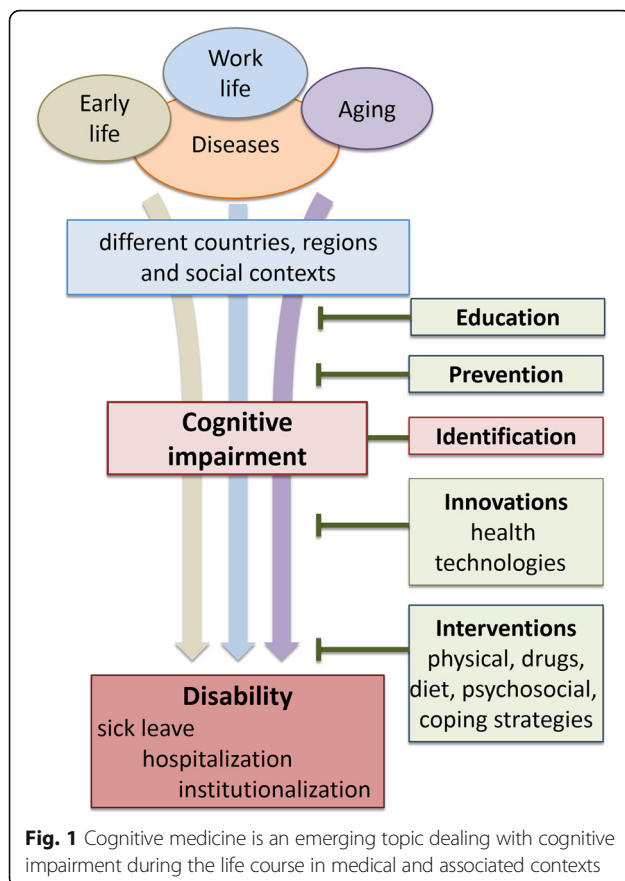 Work
life
Early
life
Aging
Diseases
different countries, regions
and social contexts
Education
Prevention
Cognitive
impairment
Identification
Innovations
health
technologies
Interventions
physical, drugs,
diet, psychosocial,
coping strategies
Disability
sick leave
hospitalization
institutionalization
Fig. 1 Cognitive medicine is an emerging topic dealing with cognitive
impairment during the life course in medical and associated contexts